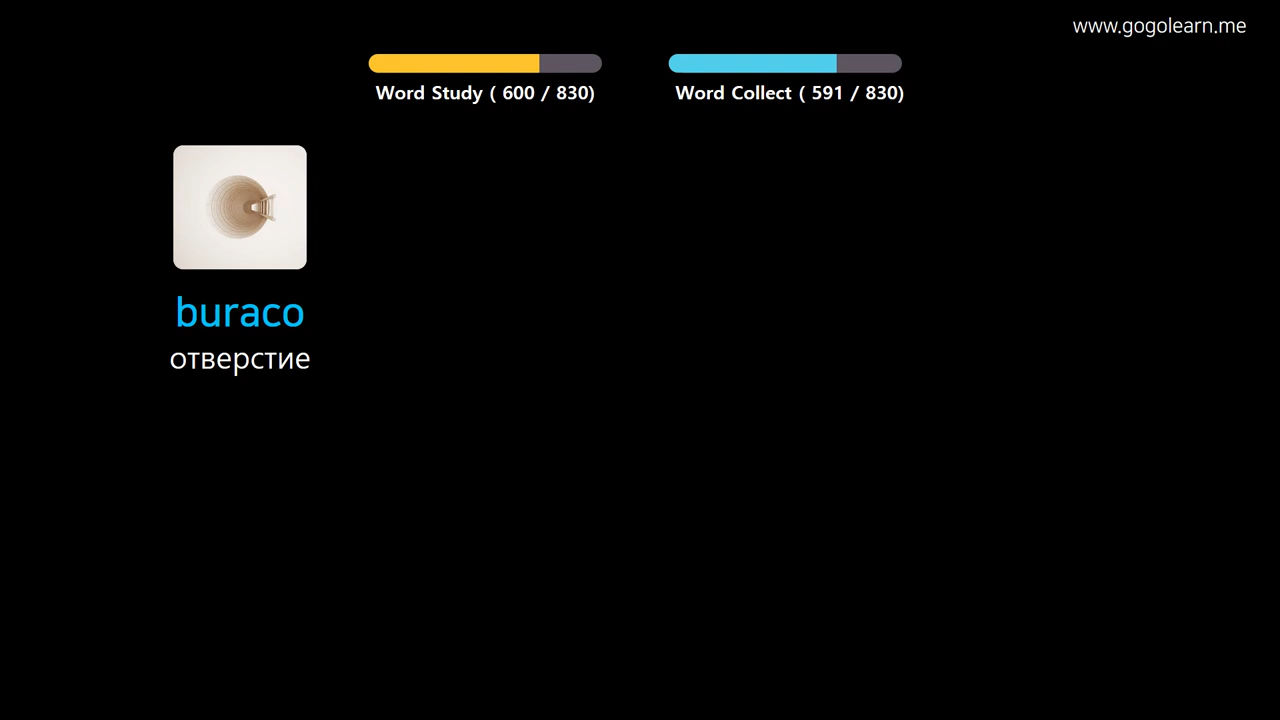 www.gogolearn.me
Word Study ( 600 / 830)
Word Collect ( 591 / 830)
buraco
отверстие